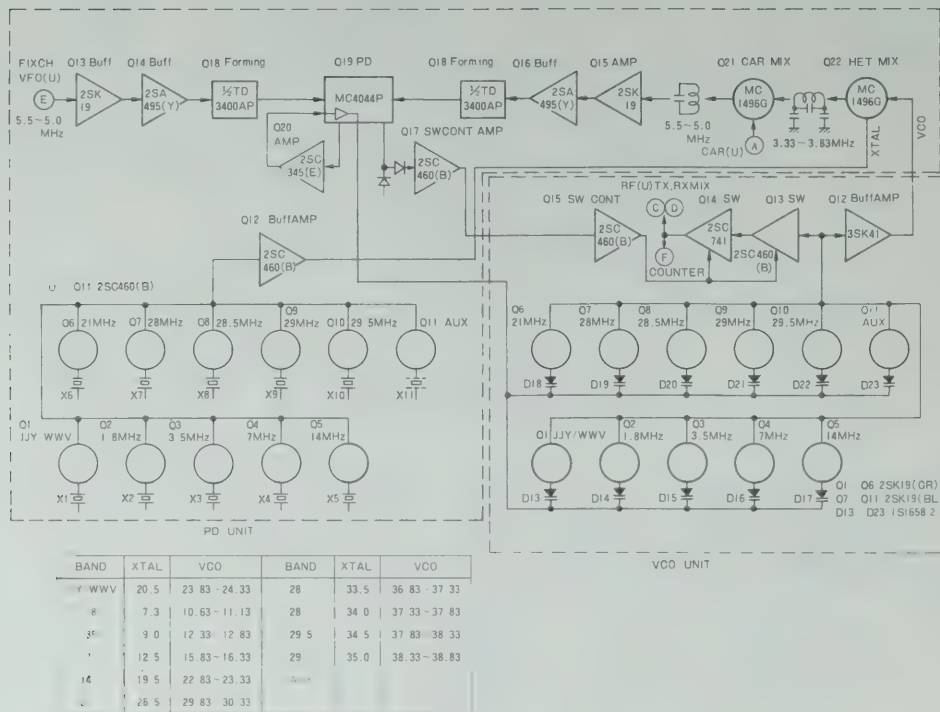 FIXCH Q13 Buff Q14 Buff Q18 Forming Q19 PD Q18 Forming Q16 Buff Q15 AMP Q21 CAR MIX Q22 HET MIX
VFO(U)
E 2SK 19 2SA 495(Y) ½TD 3400AP MC4044P ½TD 3400AP 2SA 495(Y) 2SK 19 MC 1496G MC 1496G
5.5~5.0 MHz
Q20 AMP
2SC 345(E)
Q17 SWCONT AMP
2SC 460(B)
5.5~5.0 MHz
CAR(U)
A
3.33~3.83MHz
XTAL
VCO
Q12 BuffAMP
2SC 460(B)
RF(U) TX,RXMIX
Q15 SW CONT Q14 SW Q13 SW Q12 BuffAMP
2SC 460(B) C D 2SC 741 2SC460 (B) 3SK41
F
COUNTER
Q11 2SC460(B)
Q6 21MHz Q7 28MHz Q8 28.5MHz Q9 29MHz Q10 29.5MHz Q11 AUX
X6 X7 X8 X9 X10 X11
Q1 JJY WWV Q2 1.8MHz Q3 3.5MHz Q4 7MHz Q5 14MHz
X1 X2 X3 X4 X5
PD UNIT
Q6 21MHz Q7 28MHz Q8 28.5MHz Q9 29MHz Q10 29.5MHz Q11 AUX
D18 D19 D20 D21 D22 D23
Q1 JJY/WWV Q2 1.8MHz Q3 3.5MHz Q4 7MHz Q5 14MHz
D13 D14 D15 D16 D17
Q1 Q6 2SK19(GR)
Q7 Q11 2SK19(BL
D13 D23 1S1658 2
VCO UNIT
BAND XTAL VCO BAND XTAL VCO
Y WWV 20.5 23 83-24.33 28 33.5 36 83-37 33
8 7.3 10.63~11.13 28 34 0 37 33-37 83
9 0 12 33 12 83 29 5 34 5 37 83-38 33
12 5 15.83~16.33 29 35.0 38.33~38.83
14 19 5 22 83-23.33
26 5 29 83 30 33